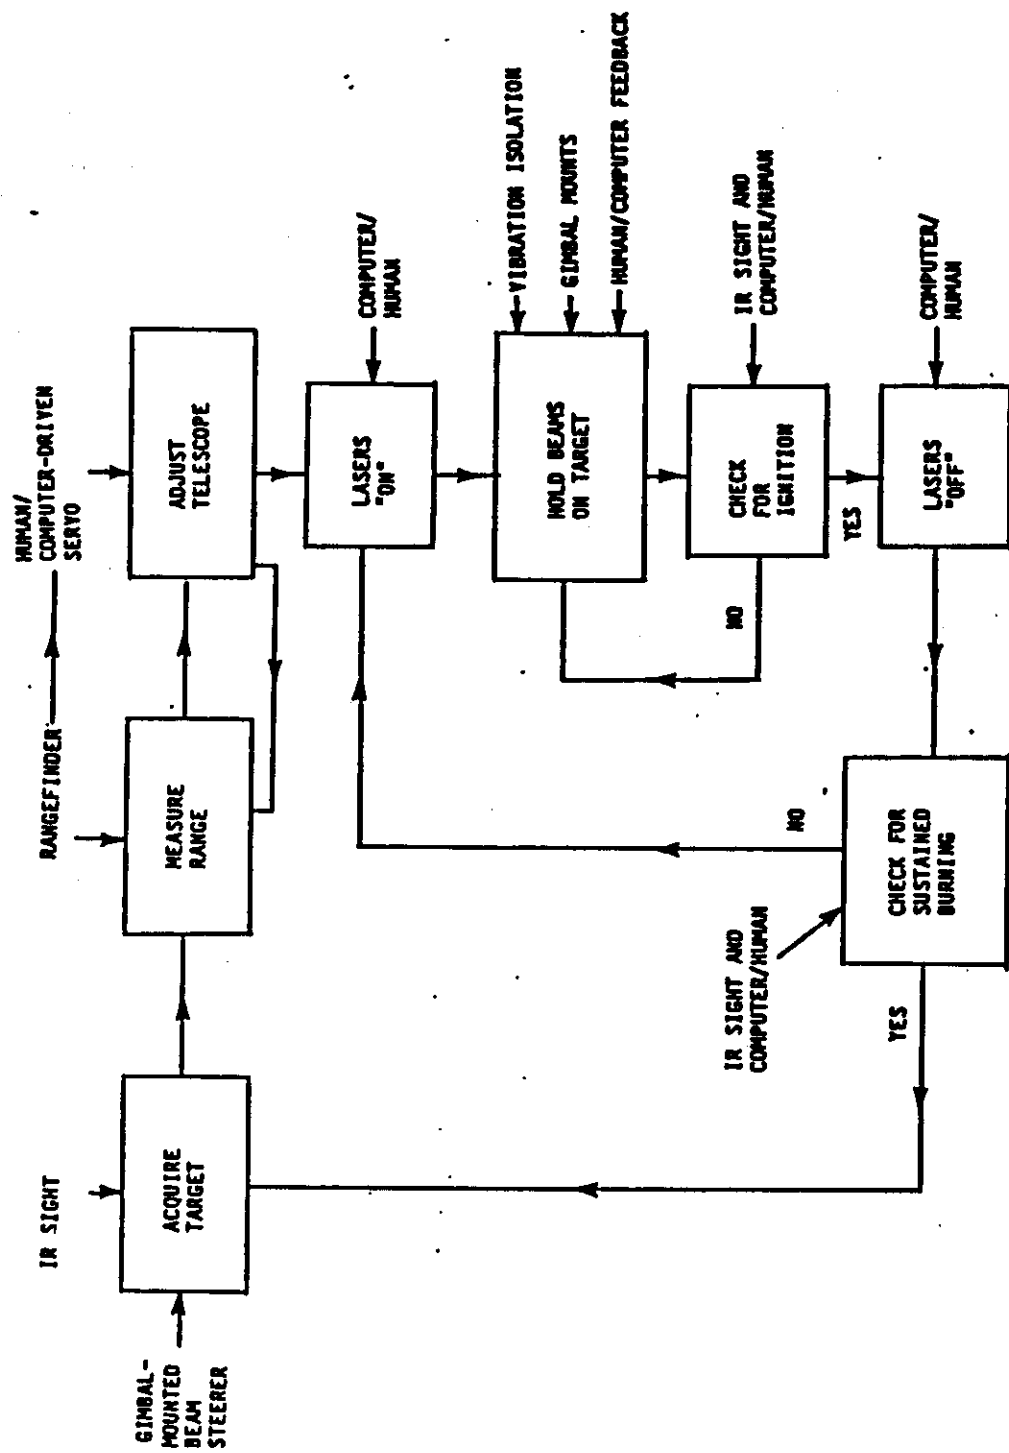 IR SIGHT
GIMBAL-
MOUNTED
BEAM
STEERER
ACQUIRE
TARGET
RANGEFINDER
MEASURE
RANGE
HUMAN/
COMPUTER-DRIVEN
SERVO
ADJUST
TELESCOPE
LASERS
"ON"
COMPUTER/
HUMAN
HOLD BEAMS
ON TARGET
VIBRATION ISOLATION
GIMBAL MOUNTS
HUMAN/COMPUTER FEEDBACK
NO
CHECK
FOR
IGNITION
IR SIGHT AND
COMPUTER/HUMAN
YES
LASERS
"OFF"
COMPUTER/
HUMAN
NO
IR SIGHT AND
COMPUTER/HUMAN
CHECK FOR
SUSTAINED
BURNING
YES